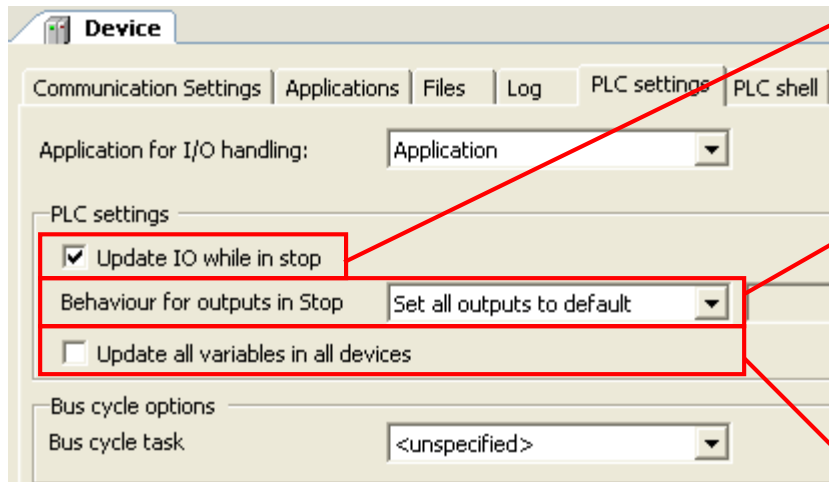 Device
Communication Settings Applications Files Log PLC settings PLC shell
Application for I/O handling: Application
PLC settings
Update IO while in stop
Behaviour for outputs in Stop Set all outputs to default
Update all variables in all devices
Bus cycle options
Bus cycle task <unspecified>